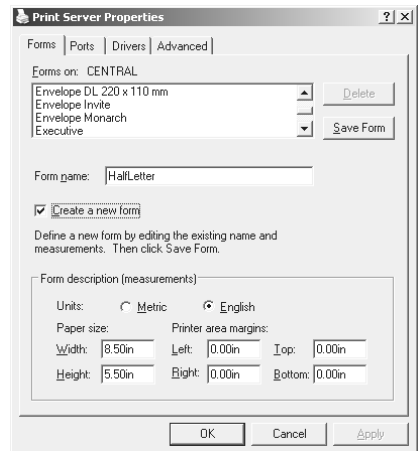 Print Server Properties
Forms Ports Drivers Advanced
Forms on: CENTRAL
Envelope DL 220 x 110 mm
Envelope Invite
Envelope Monarch
Executive
Delete
Save Form
Form name: HalfLetter
Create a new form
Define a new form by editing the existing name and
measurements. Then click Save Form.
Form description (measurements)
Units: Metric English
Paper size: Printer area margins:
Width: 8.50in Left: 0.00in Top: 0.00in
Height: 5.50in Right: 0.00in Bottom: 0.00in
OK Cancel Apply